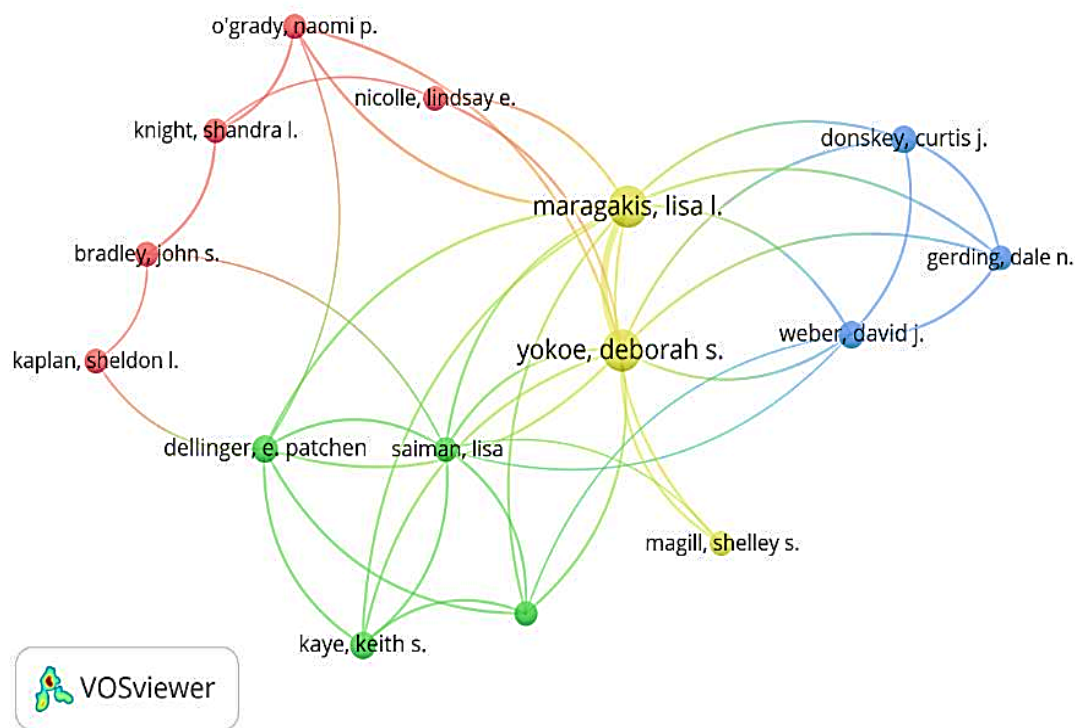 o'grady, naomi p.
nicolle, lindsay e.
knight, shandra l.
donskey, curtis j.
maragakis, lisa l.
bradley, john s.
gerding, dale n.
weber, david j.
yokoe, deborah s.
kaplan, sheldon l.
dellinger, e. patchen
saiman, lisa
magill, shelley s.
kaye, keith s.
VOSviewer